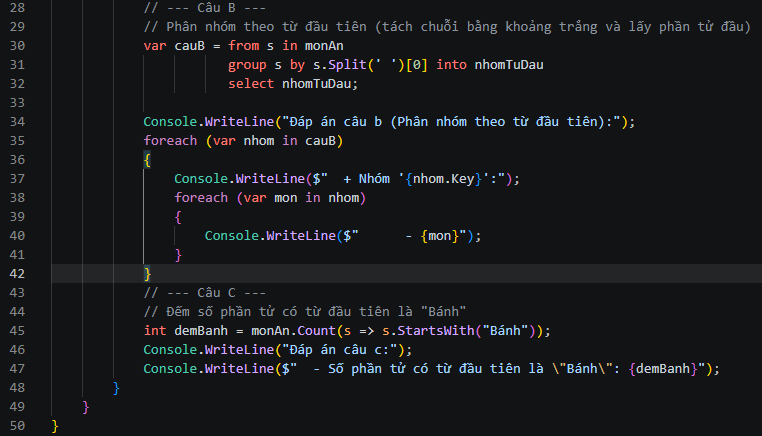 28 // --- Câu B ---
29 // Phân nhóm theo từ đầu tiên (tách chuỗi bằng khoảng trắng và lấy phần tử đầu)
30 var cauB = from s in monAn
31 group s by s.Split(' ')[0] into nhomTuDau
32 select nhomTuDau;
33
34 Console.WriteLine("Đáp án câu b (Phân nhóm theo từ đầu tiên):");
35 foreach (var nhom in cauB)
36 {
37 Console.WriteLine($"  + Nhóm '{nhom.Key}':");
38 foreach (var mon in nhom)
39 {
40 Console.WriteLine($"      - {mon}");
41 }
42 }
43 // --- Câu C ---
44 // Đếm số phần tử có từ đầu tiên là "Bánh"
45 int demBanh = monAn.Count(s => s.StartsWith("Bánh"));
46 Console.WriteLine("Đáp án câu c:");
47 Console.WriteLine($"  - Số phần tử có từ đầu tiên là \"Bánh\": {demBanh}");
48 }
49 }
50 }